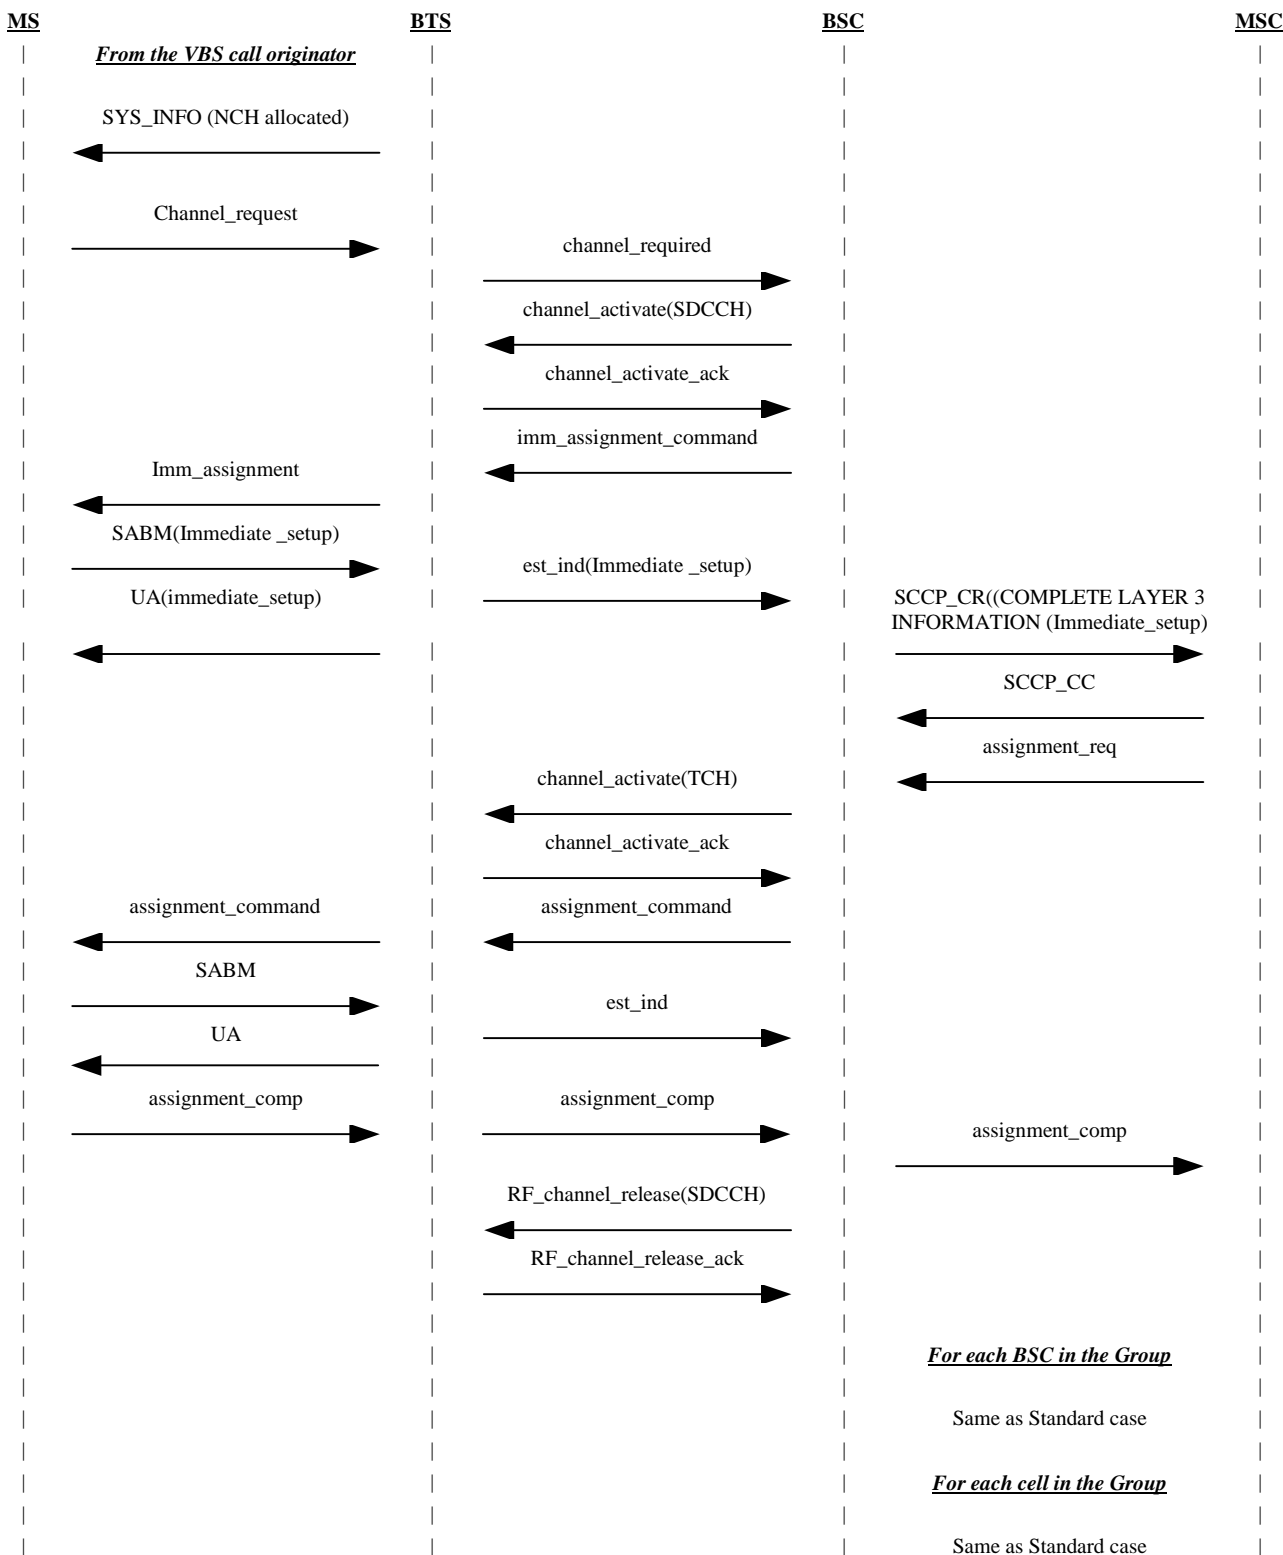 MS BTS BSC MSC
From the VBS call originator
SYS_INFO (NCH allocated)
Channel_request
channel_required
channel_activate(SDCCH)
channel_activate_ack
imm_assignment_command
Imm_assignment
SABM(Immediate _setup)
est_ind(Immediate _setup)
UA(immediate_setup)
SCCP_CR((COMPLETE LAYER 3
INFORMATION (Immediate_setup)
SCCP_CC
assignment_req
channel_activate(TCH)
channel_activate_ack
assignment_command assignment_command
SABM
est_ind
UA
assignment_comp assignment_comp
assignment_comp
RF_channel_release(SDCCH)
RF_channel_release_ack
For each BSC in the Group
Same as Standard case
For each cell in the Group
Same as Standard case